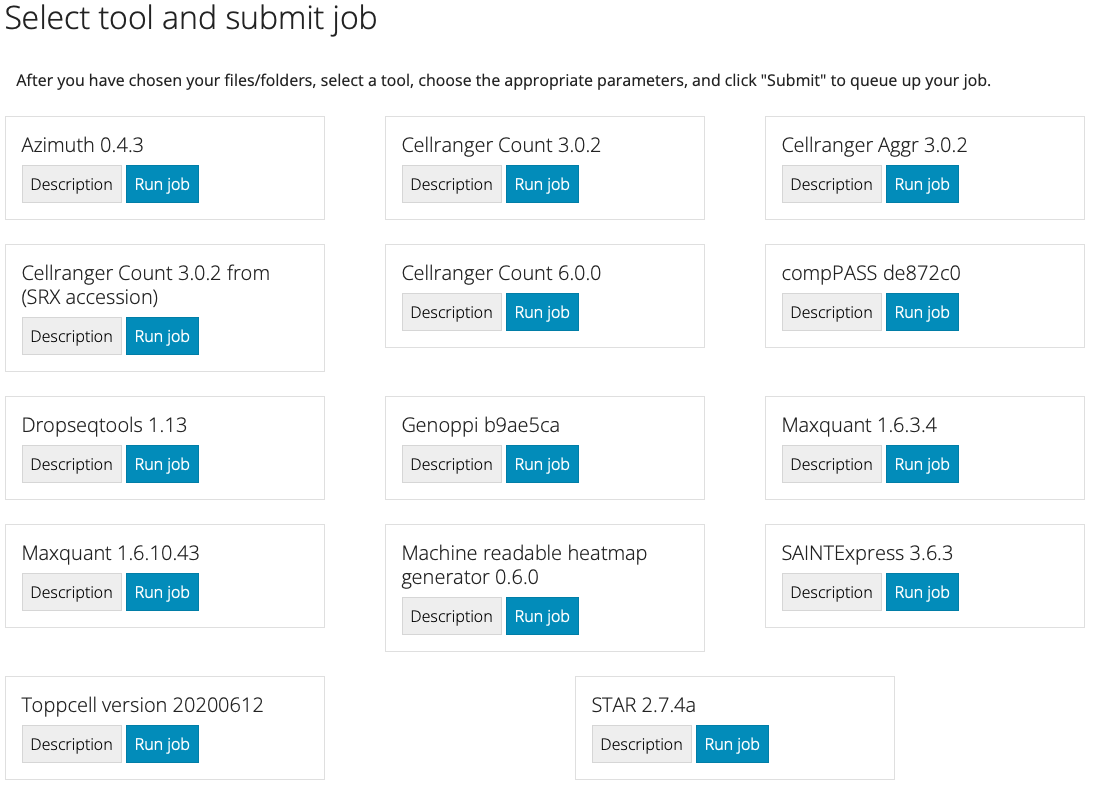 Select tool and submit job
After you have chosen your files/folders, select a tool, choose the appropriate parameters, and click "Submit" to queue up your job.
Azimuth 0.4.3
Description Run job
Cellranger Count 3.0.2
Description Run job
Cellranger Aggr 3.0.2
Description Run job
Cellranger Count 3.0.2 from
(SRX accession)
Description Run job
Cellranger Count 6.0.0
Description Run job
compPASS de872c0
Description Run job
Dropseqtools 1.13
Description Run job
Genoppi b9ae5ca
Description Run job
Maxquant 1.6.3.4
Description Run job
Maxquant 1.6.10.43
Description Run job
Machine readable heatmap
generator 0.6.0
Description Run job
SAINTExpress 3.6.3
Description Run job
Toppcell version 20200612
Description Run job
STAR 2.7.4a
Description Run job